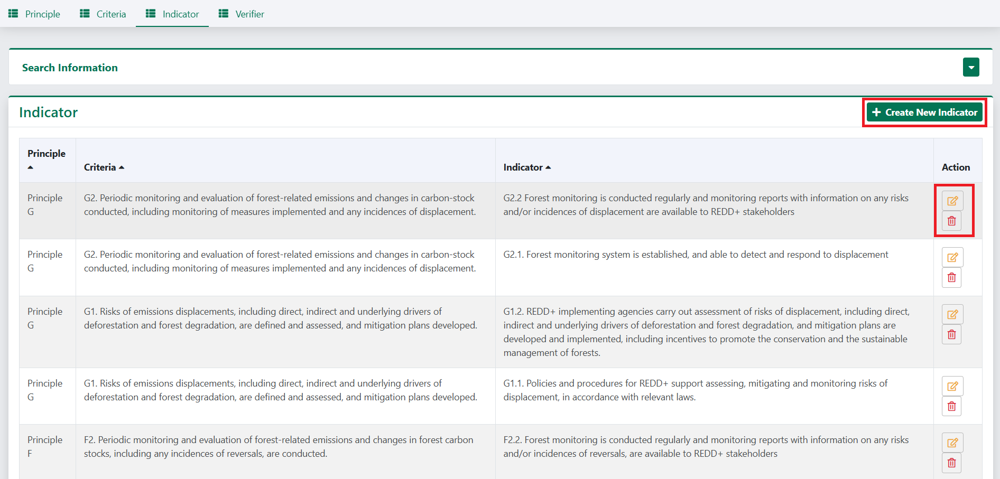 Principle Criteria Indicator Verifier
Search Information
Indicator
Create New Indicator
Principle
Criteria
Indicator
Action
Principle
G
G2. Periodic monitoring and evaluation of forest-related emissions and changes in carbon-stock
conducted, including monitoring of measures implemented and any incidences of displacement.
G2.2 Forest monitoring is conducted regularly and monitoring reports with information on any risks
and/or incidences of displacement are available to REDD+ stakeholders
Principle
G
G2. Periodic monitoring and evaluation of forest-related emissions and changes in carbon-stock
conducted, including monitoring of measures implemented and any incidences of displacement.
G2.1. Forest monitoring system is established, and able to detect and respond to displacement
Principle
G
G1. Risks of emissions displacements, including direct, indirect and underlying drivers of
deforestation and forest degradation, are defined and assessed, and mitigation plans developed.
G1.2. REDD+ implementing agencies carry out assessment of risks of displacement, including direct,
indirect and underlying drivers of deforestation and forest degradation, and mitigation plans are
developed and implemented, including incentives to promote the conservation and the sustainable
management of forests.
Principle
G
G1. Risks of emissions displacements, including direct, indirect and underlying drivers of
deforestation and forest degradation, are defined and assessed, and mitigation plans developed.
G1.1. Policies and procedures for REDD+ support assessing, mitigating and monitoring risks of
displacement, in accordance with relevant laws.
Principle
F
F2. Periodic monitoring and evaluation of forest-related emissions and changes in forest carbon
stocks, including any incidences of reversals, are conducted.
F2.2. Forest monitoring is conducted regularly and monitoring reports with information on any risks
and/or incidences of reversals, are available to REDD+ stakeholders